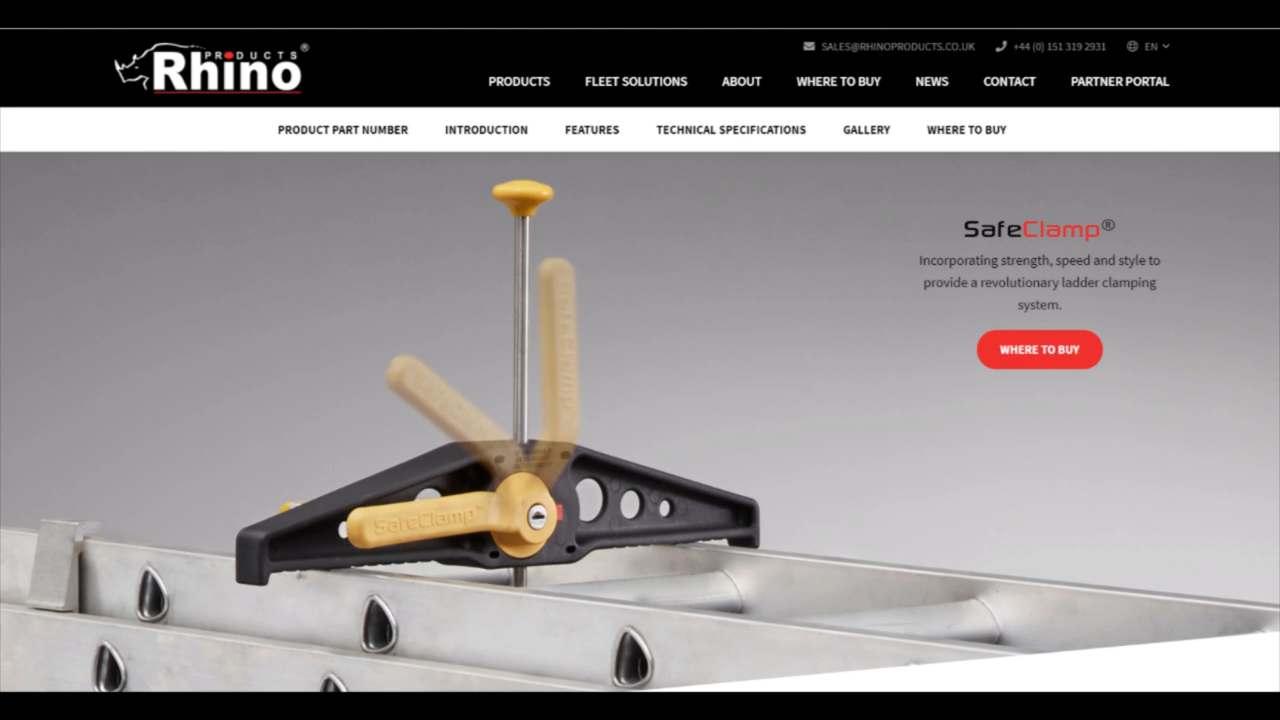 PRODUCTS®
Rhino
SALES@RHINOPRODUCTS.CO.UK +44 (0) 151 319 2931 EN
PRODUCTS FLEET SOLUTIONS ABOUT WHERE TO BUY NEWS CONTACT PARTNER PORTAL
PRODUCT PART NUMBER INTRODUCTION FEATURES TECHNICAL SPECIFICATIONS GALLERY WHERE TO BUY
SafeClamp®
Incorporating strength, speed and style to
provide a revolutionary ladder clamping
system.
WHERE TO BUY
SafeClamp